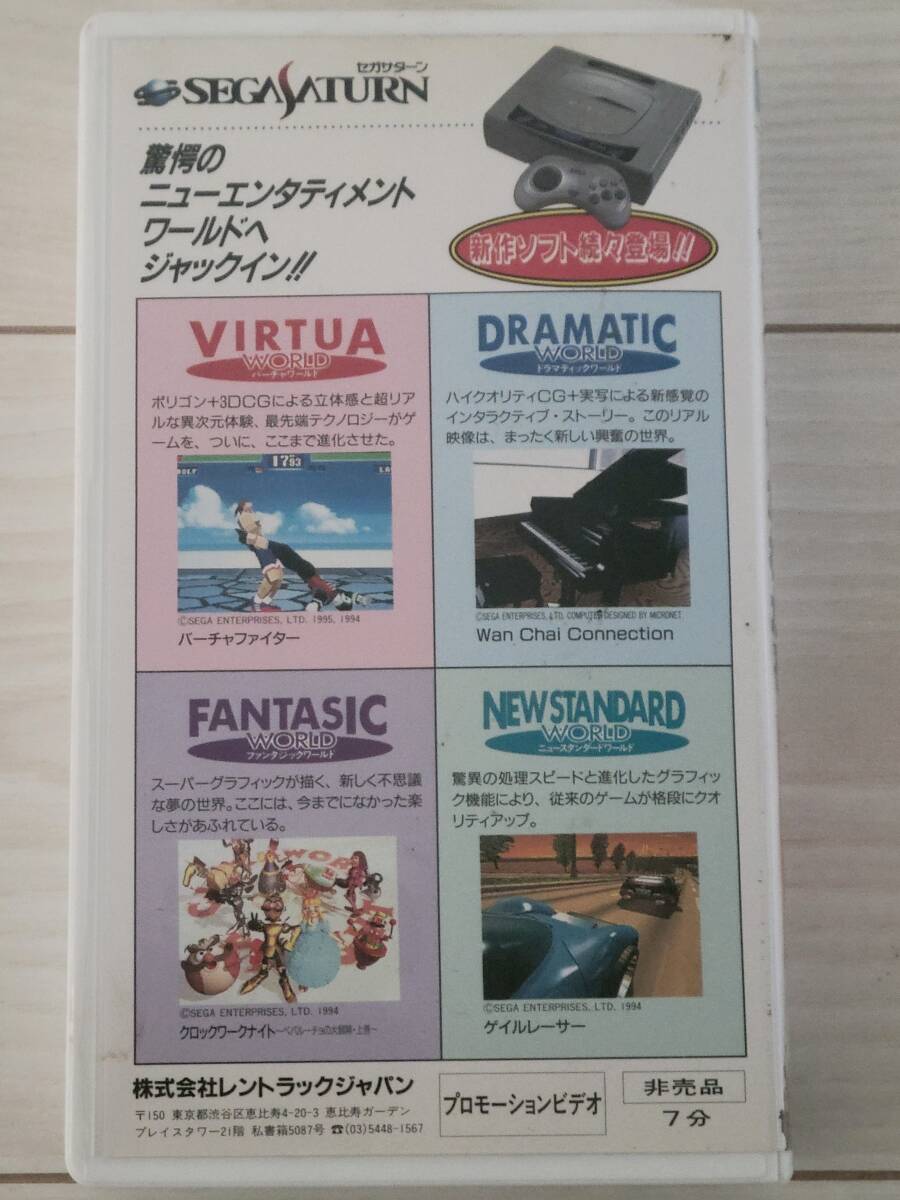 セガサターン
SEGA SATURN
驚愕の
ニューエンタティメント
ワールドへ
ジャックイン!!
新作ソフト続々登場!!
VIRTUA
WORLD
バーチャワールド
ポリゴン+3DCGによる立体感と超リア
ルな異次元体験、最先端テクノロジーがゲ
ームを、ついに、ここまで進化させた。
1793
WOLF
LA
©SEGA ENTERPRISES, LTD. 1995, 1994
バーチャファイター
DRAMATIC
WORLD
ドラマティックワールド
ハイクオリティCG+実写による新感覚の
インタラクティブ・ストーリー。このリアル
映像は、まったく新しい興奮の世界。
©SEGA ENTERPRISES, LTD. COMPUTER DESIGNED BY MICRONET
Wan Chai Connection
FANTASIC
WORLD
ファンタジックワールド
スーパーグラフィックが描く、新しく不思議
な夢の世界。ここには、今までになかった楽
しさがあふれている。
©SEGA ENTERPRISES, LTD. 1994
クロックワークナイト〜ペパルーチョの大冒険・上巻〜
NEW STANDARD
WORLD
ニュースタンダードワールド
驚異の処理スピードと進化したグラフィッ
ク機能により、従来のゲームが格段にクオ
リティアップ。
©SEGA ENTERPRISES, LTD. 1994
ゲイルレーサー
株式会社レントラックジャパン
〒150 東京都渋谷区恵比寿4-20-3 恵比寿ガーデン
プレイスタワー21階 私書箱5087号 ☎(03)5448-1567
プロモーションビデオ
非売品
7分